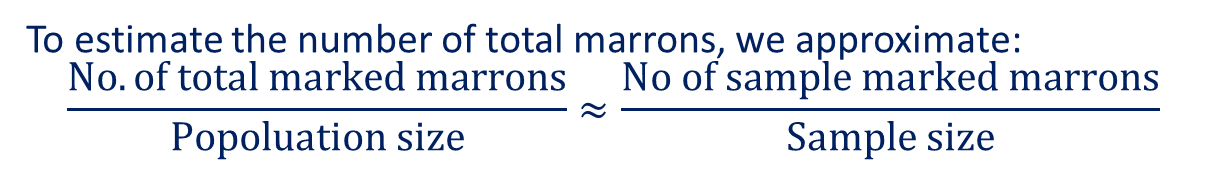 To estimate the number of total marrons, we approximate:
No. of total marked marrons
Popoluation size
≈
No of sample marked marrons
Sample size